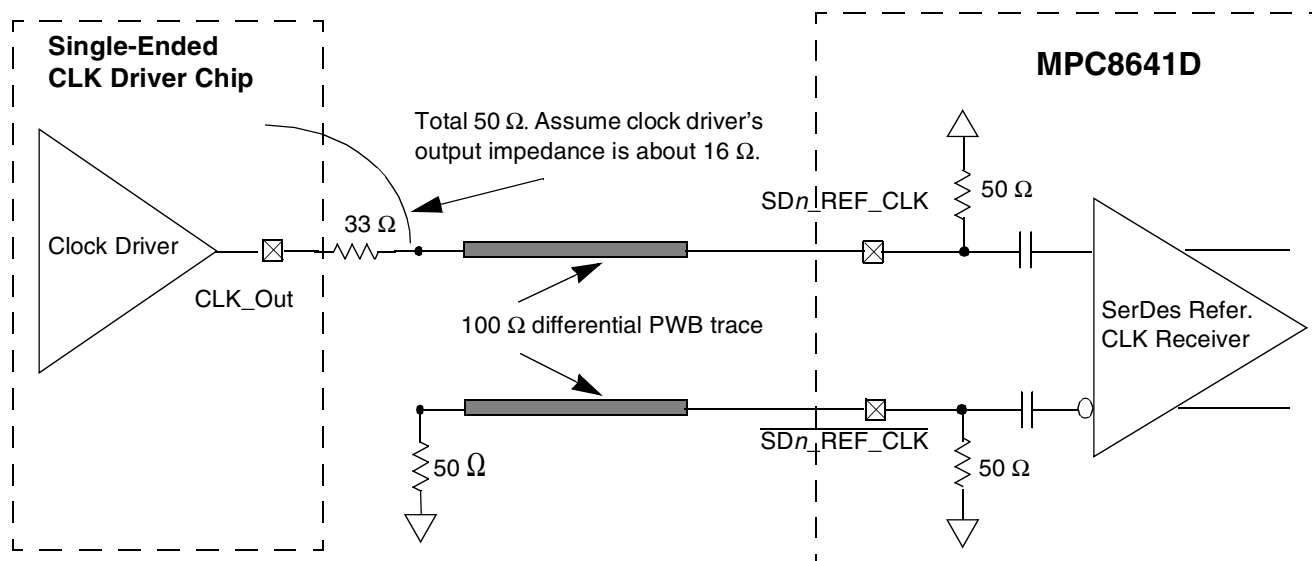 Single-Ended
CLK Driver Chip
MPC8641D
Total 50 Ω. Assume clock driver's
output impedance is about 16 Ω.
SDn_REF_CLK
50 Ω
33 Ω
Clock Driver
CLK_Out
100 Ω differential PWB trace
SerDes Refer.
CLK Receiver
SDn_REF_CLK
50 Ω
50 Ω